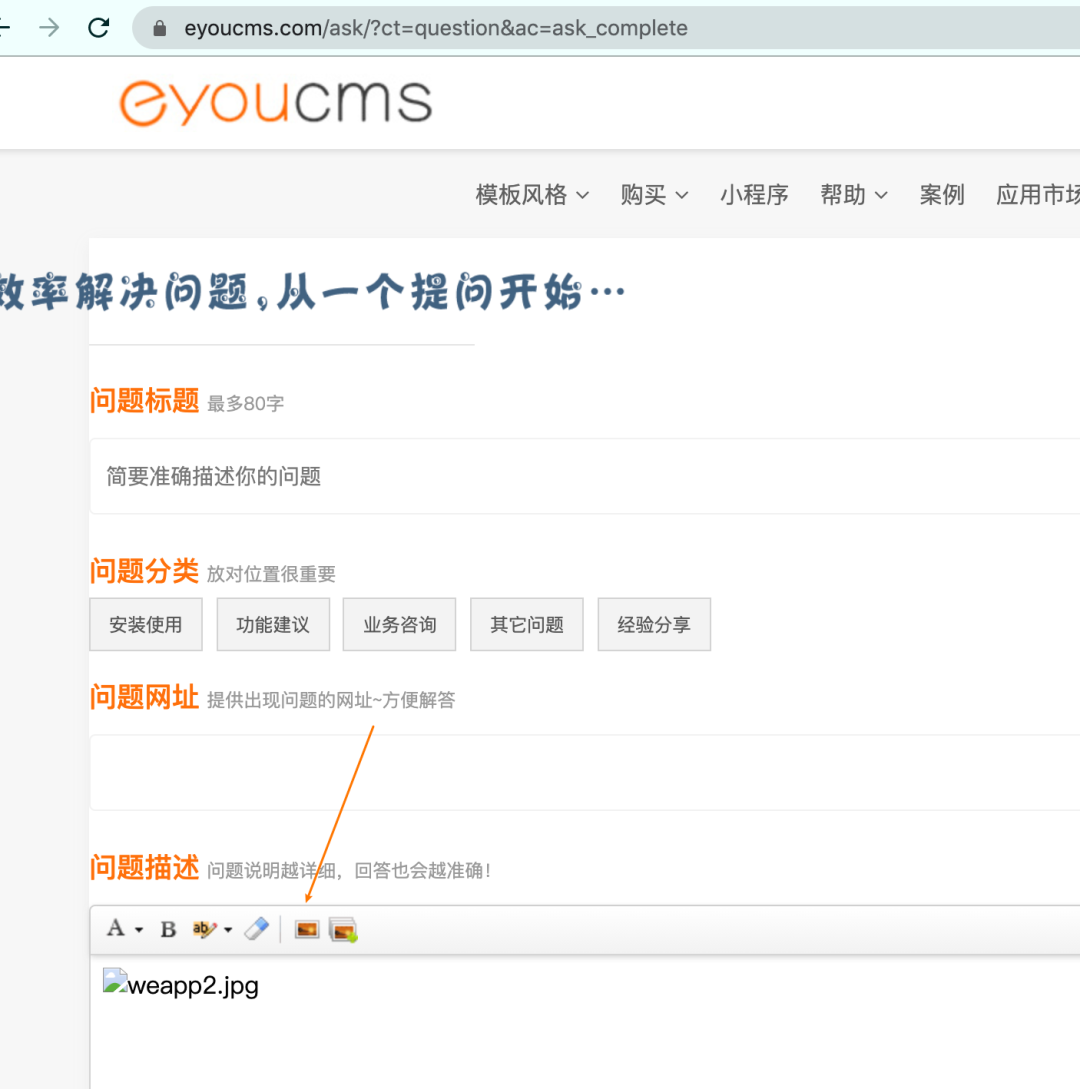 eyoucms.com/ask/?ct=question&ac=ask_complete
eyoucms
模板风格 购买 小程序 帮助 案例 应用市场
效率解决问题,从一个提问开始…
问题标题 最多80字
简要准确描述你的问题
问题分类 放对位置很重要
安装使用 功能建议 业务咨询 其它问题 经验分享
问题网址 提供出现问题的网址~方便解答
问题描述 问题说明越详细，回答也会越准确！
A B ab
weapp2.jpg